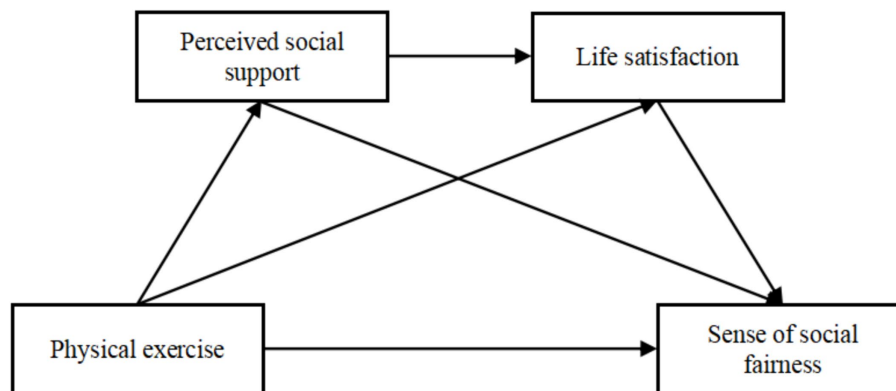 Perceived social
support
Life satisfaction
Physical exercise
Sense of social
fairness